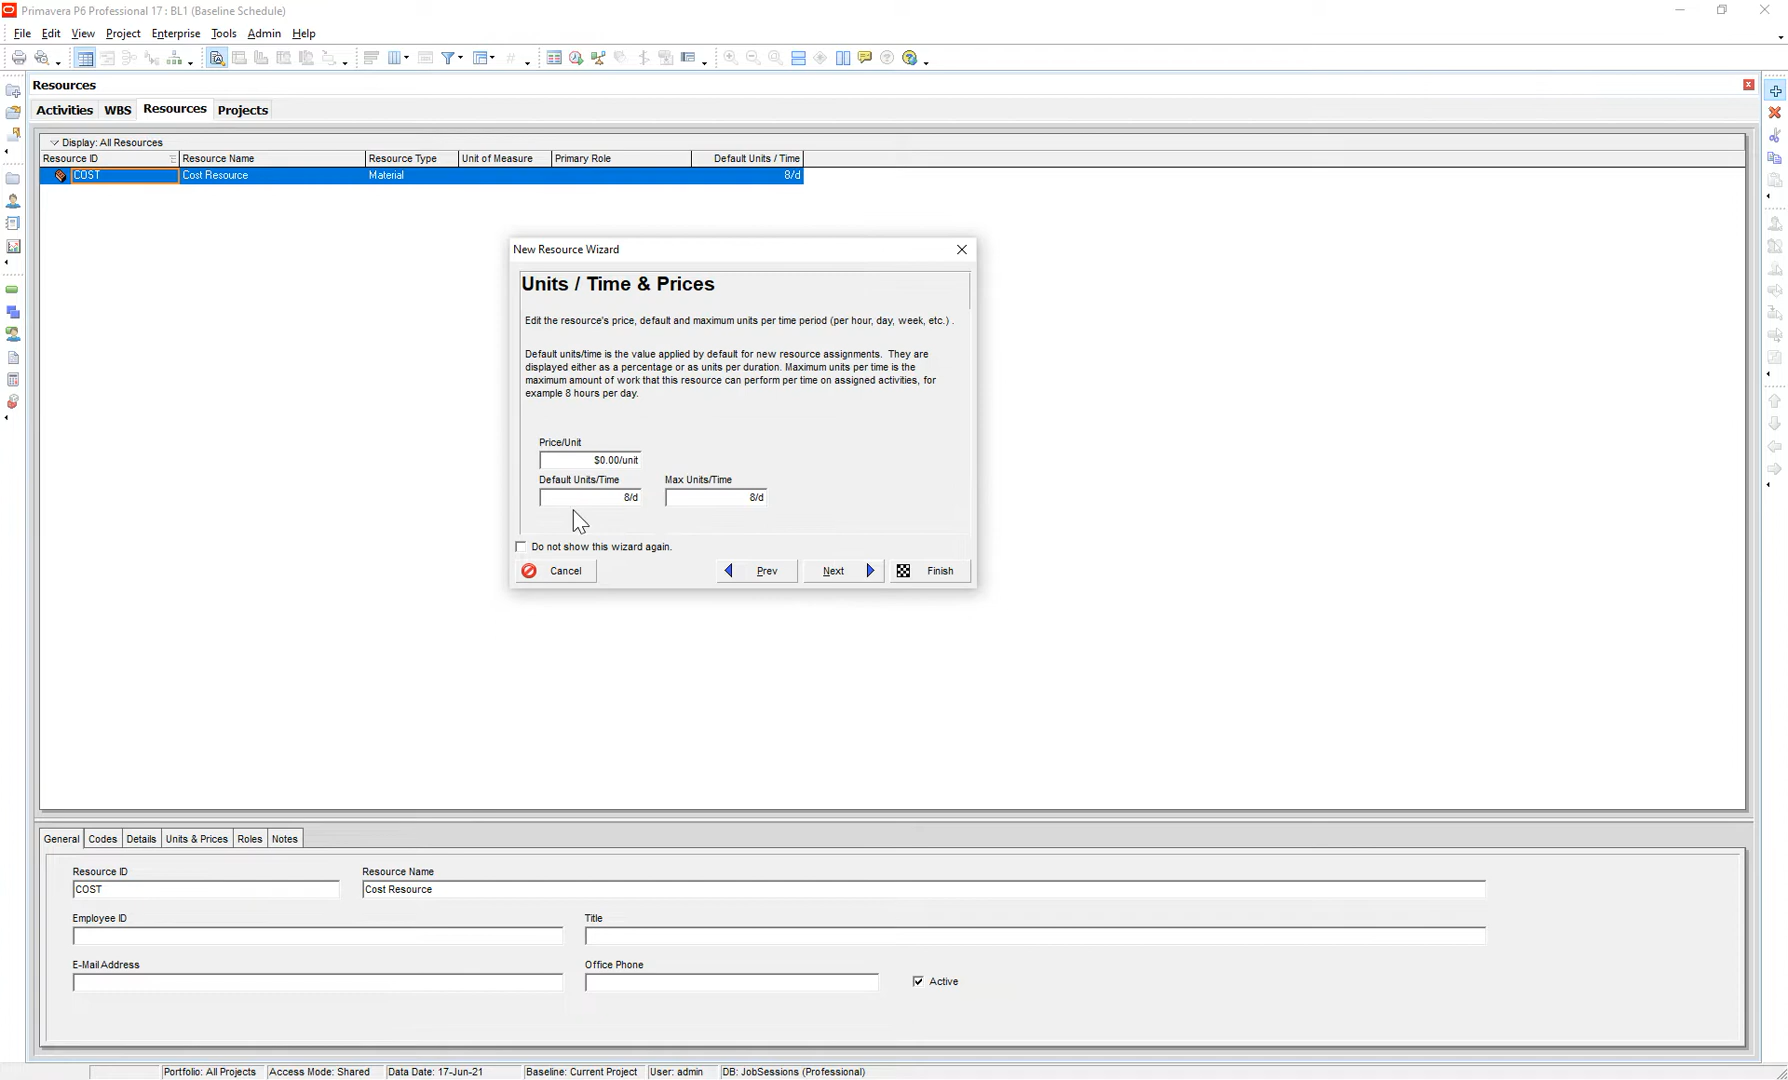 Primavera P6 Professional 17 : BL1 (Baseline Schedule)
File Edit View Project Enterprise Tools Admin Help
Resources
Activities WBS Resources Projects
Display: All Resources
Resource ID Resource Name Resource Type Unit of Measure Primary Role Default Units / Time
COST Cost Resource Material 8/d
New Resource Wizard
Units / Time & Prices
Edit the resource's price, default and maximum units per time period (per hour, day, week, etc.) .
Default units/time is the value applied by default for new resource assignments. They are
displayed either as a percentage or as units per duration. Maximum units per time is the
maximum amount of work that this resource can perform per time on assigned activities, for
example 8 hours per day.
Price/Unit
$0.00/unit
Default Units/Time Max Units/Time
8/d 8/d
Do not show this wizard again.
Cancel Prev Next Finish
General Codes Details Units & Prices Roles Notes
Resource ID Resource Name
COST Cost Resource
Employee ID Title
E-Mail Address Office Phone
Active
Portfolio: All Projects Access Mode: Shared Data Date: 17-Jun-21 Baseline: Current Project User: admin DB: JobSessions (Professional)